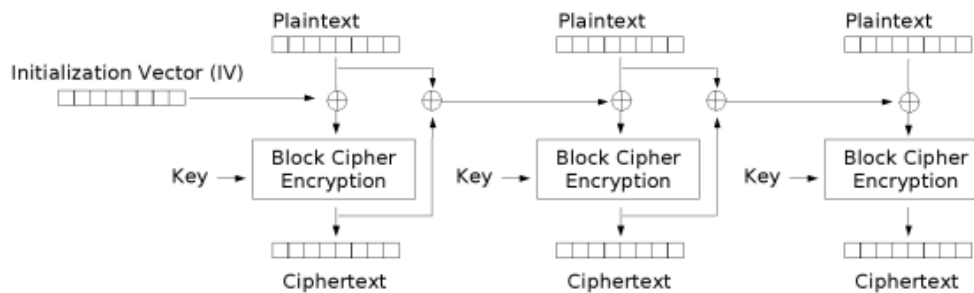 Plaintext Plaintext Plaintext
Initialization Vector (IV)
Block Cipher Block Cipher Block Cipher
Key Encryption Key Encryption Key Encryption
Ciphertext Ciphertext Ciphertext